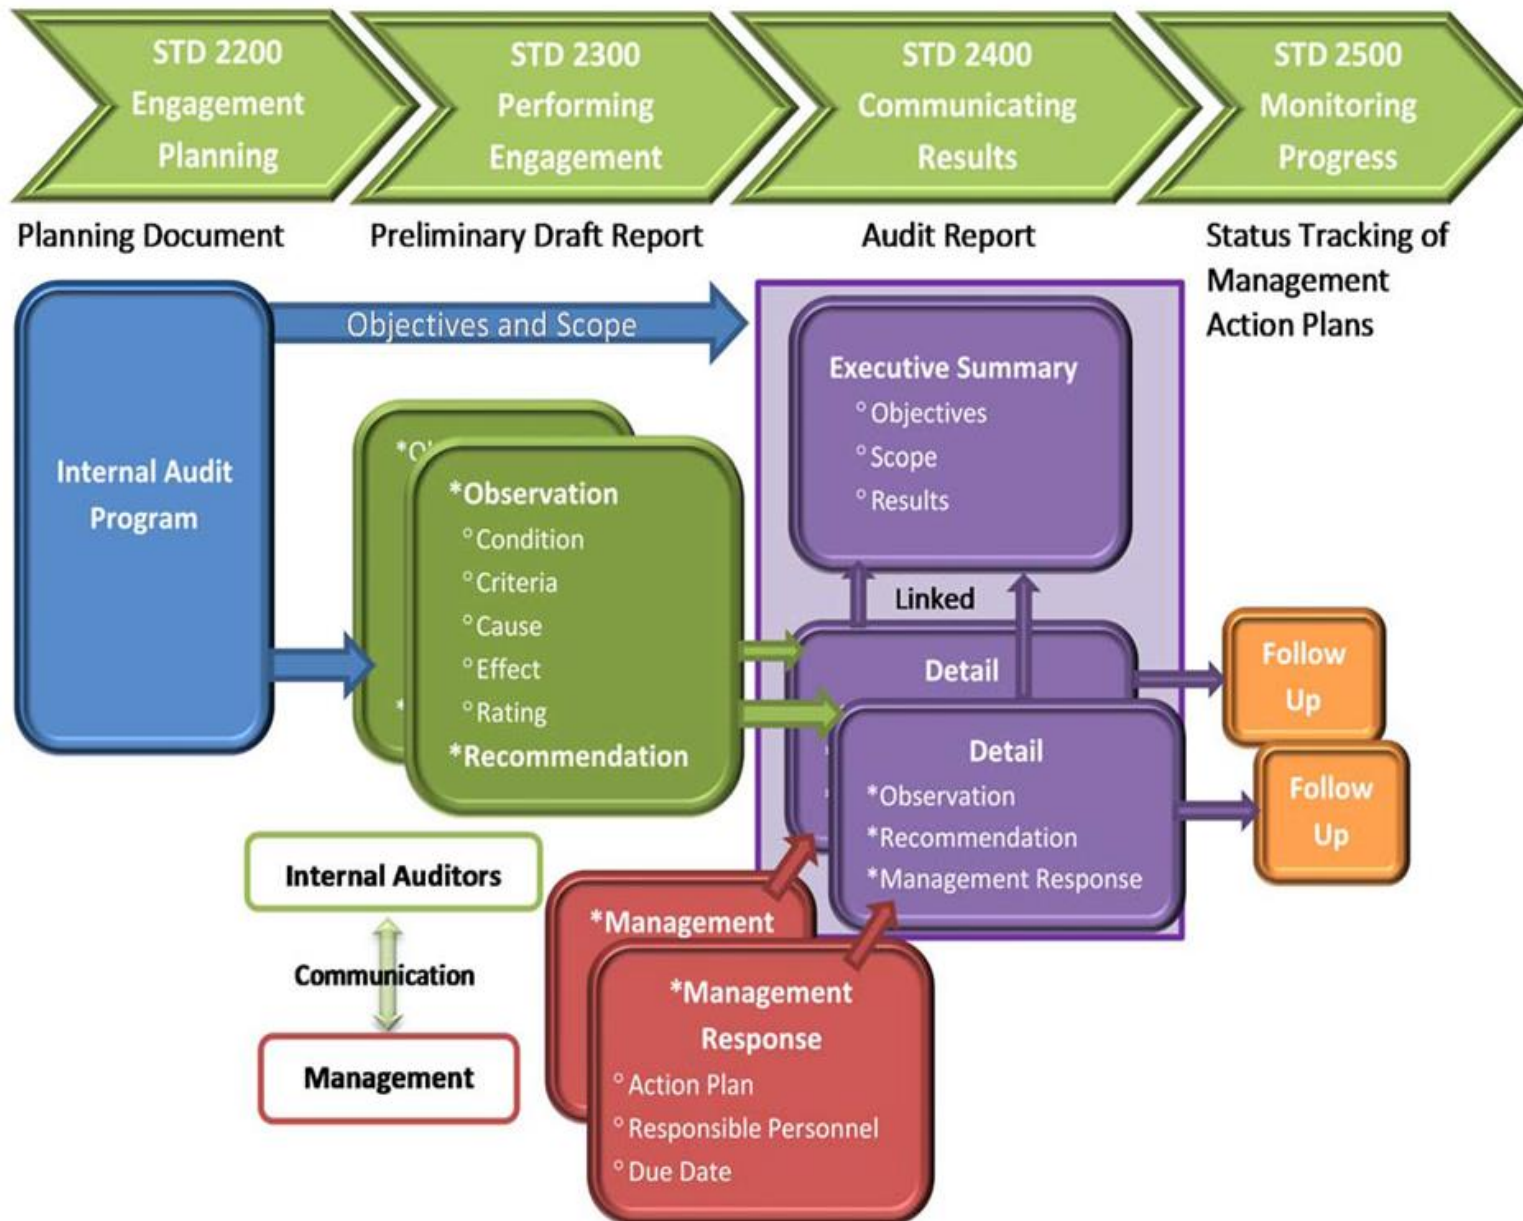 STD 2200
Engagement
Planning
STD 2300
Performing
Engagement
STD 2400
Communicating
Results
STD 2500
Monitoring
Progress
Planning Document
Preliminary Draft Report
Audit Report
Status Tracking of
Management
Action Plans
Internal Audit
Program
Objectives and Scope
*Observation
° Condition
° Criteria
° Cause
° Effect
° Rating
*Recommendation
Executive Summary
° Objectives
° Scope
° Results
Linked
Detail
Detail
*Observation
*Recommendation
*Management Response
Follow
Up
Follow
Up
Internal Auditors
Communication
Management
*Management
*Management
Response
° Action Plan
° Responsible Personnel
° Due Date